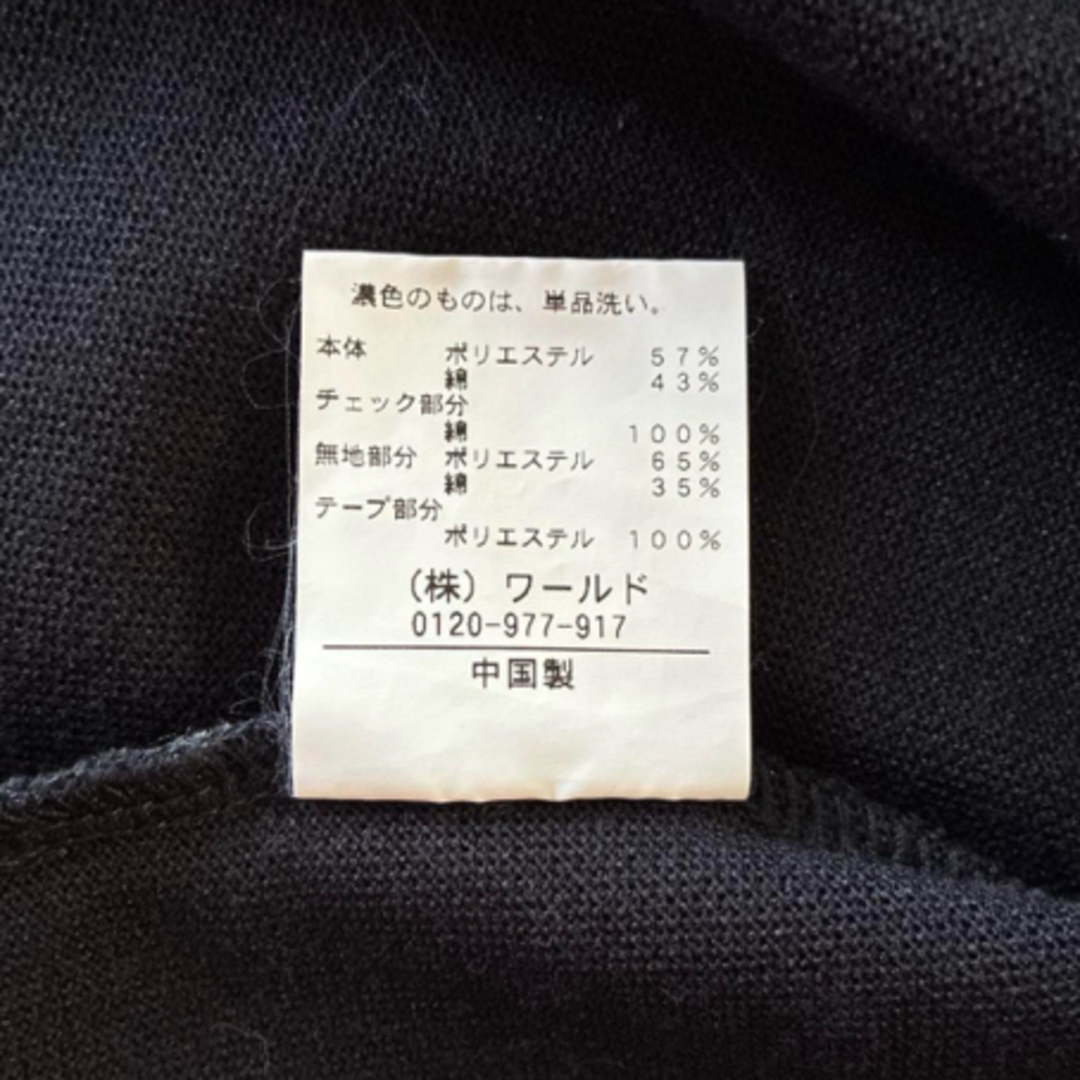 濃色のものは、単品洗い。
本体 ポリエステル 57%
綿 43%
チェック部分
綿 100%
無地部分 ポリエステル 65%
綿 35%
テープ部分
ポリエステル 100%
(株)ワールド
0120-977-917
中国製